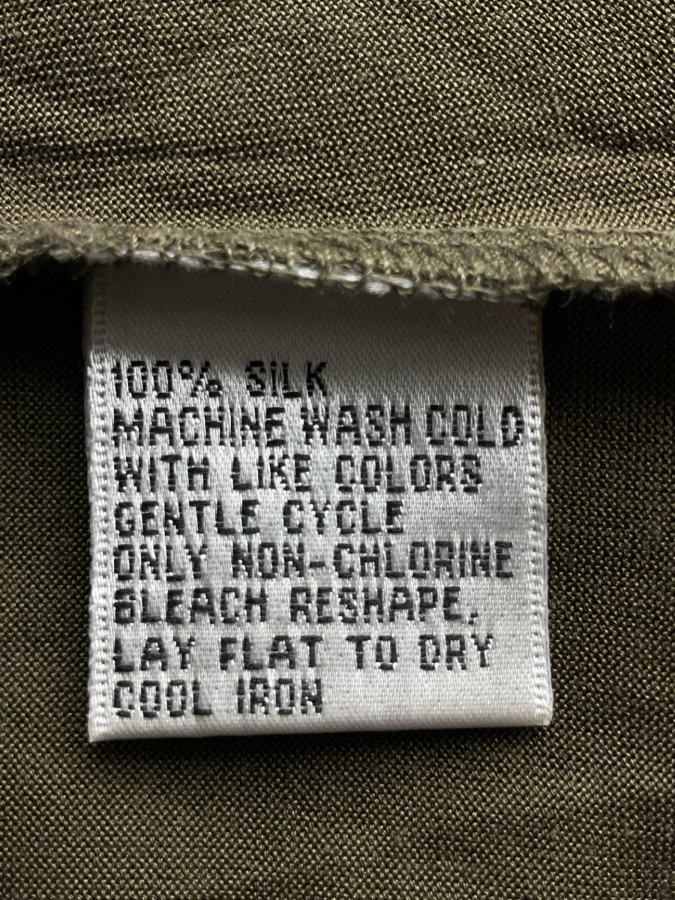 100% SILK
MACHINE WASH COLD
WITH LIKE COLORS
GENTLE CYCLE
ONLY NON-CHLORINE
BLEACH RESHAPE,
LAY FLAT TO DRY
COOL IRON